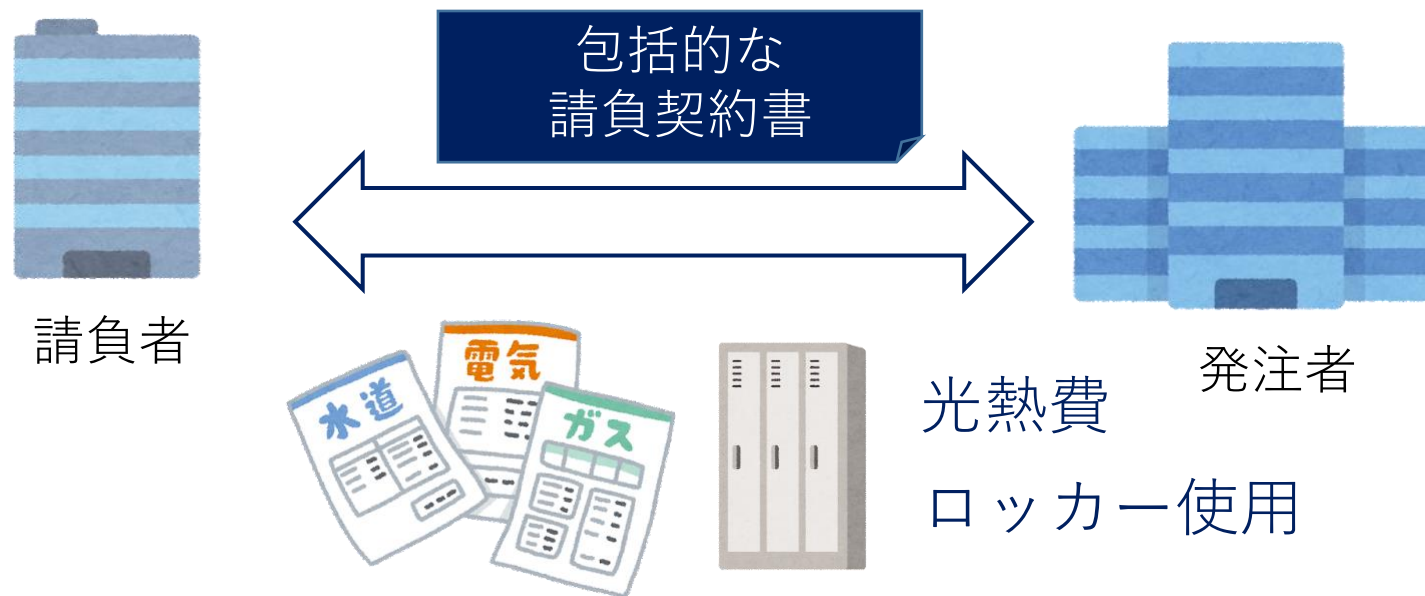 包括的な
請負契約書
請負者
発注者
水道
電気
ガス
光熱費
ロッカー使用